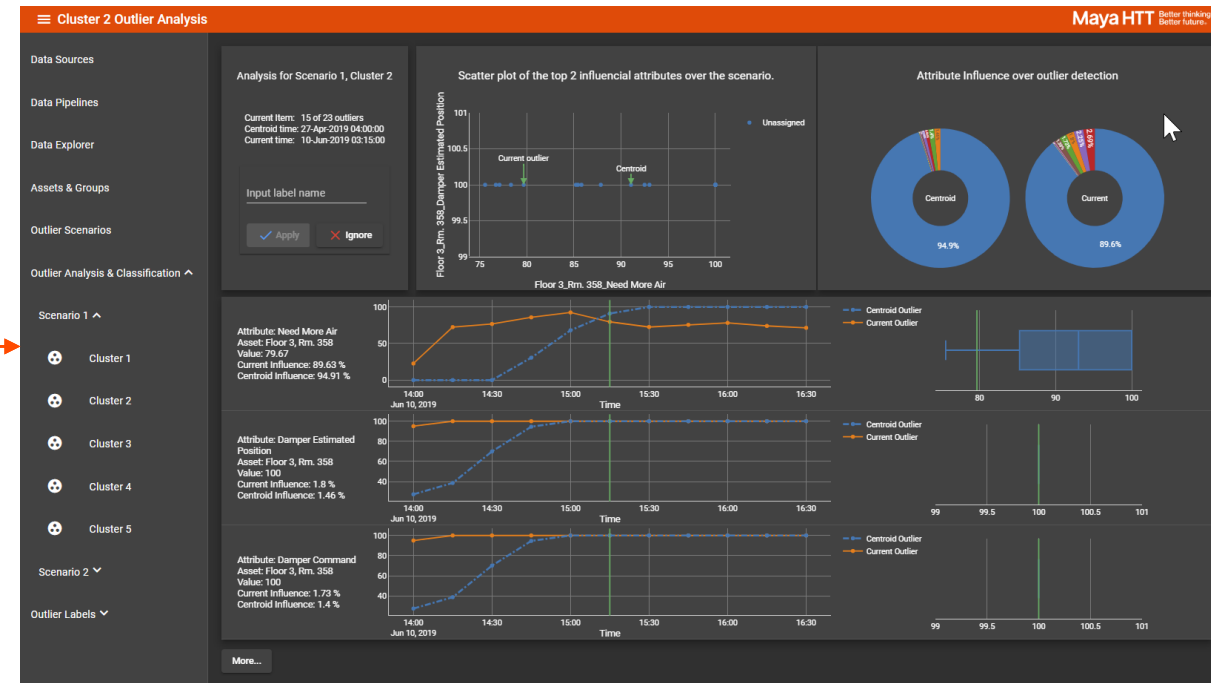 Cluster 2 Outlier Analysis
Maya HTT Better thinking
Better future.
Data Sources
Data Pipelines
Data Explorer
Assets & Groups
Outlier Scenarios
Outlier Analysis & Classification
Scenario 1
Cluster 1
Cluster 2
Cluster 3
Cluster 4
Cluster 5
Scenario 2
Outlier Labels
Analysis for Scenario 1, Cluster 2
Current Item: 15 of 23 outliers
Centroid time: 27-Apr-2019 04:00:00
Current time: 10-Jun-2019 03:15:00
Input label name
Apply
Ignore
Scatter plot of the top 2 influencial attributes over the scenario.
Floor 3_Rm. 358_Damper Estimated Position
101
100.5
100
99.5
99
Current outlier
Centroid
Unassigned
75 80 85 90 95 100
Floor 3_Rm. 358_Need More Air
Attribute Influence over outlier detection
Centroid
94.9%
Current
89.6%
2.69%
Attribute: Need More Air
Asset: Floor 3, Rm. 358
Value: 79.67
Current Influence: 89.63 %
Centroid Influence: 94.91 %
100
50
0
14:00 14:30 15:00 15:30 16:00 16:30
Jun 10, 2019
Time
Centroid Outlier
Current Outlier
80 90 100
Attribute: Damper Estimated
Position
Asset: Floor 3, Rm. 358
Value: 100
Current Influence: 1.8 %
Centroid Influence: 1.46 %
100
80
60
40
14:00 14:30 15:00 15:30 16:00 16:30
Jun 10, 2019
Time
Centroid Outlier
Current Outlier
99 99.5 100 100.5 101
Attribute: Damper Command
Asset: Floor 3, Rm. 358
Value: 100
Current Influence: 1.73 %
Centroid Influence: 1.4 %
100
80
60
40
14:00 14:30 15:00 15:30 16:00 16:30
Jun 10, 2019
Time
Centroid Outlier
Current Outlier
99 99.5 100 100.5 101
More...